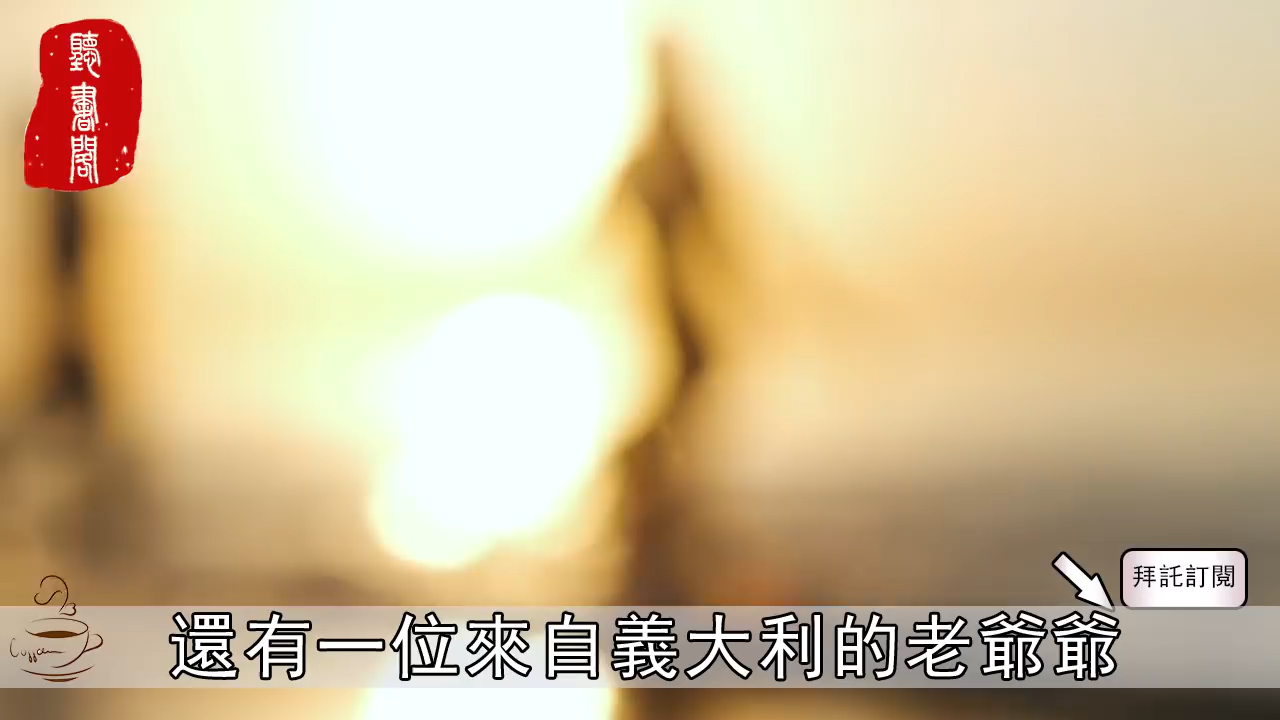 聽書閣
拜託訂閱
還有一位來自義大利的老爺爺